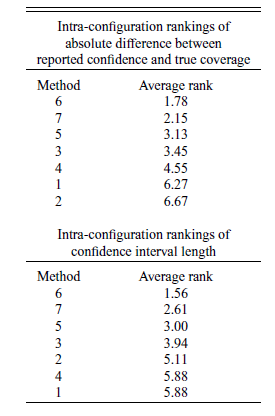 Intra-configuration rankings of
absolute difference between
reported confidence and true coverage
Method Average rank
6 1.78
7 2.15
5 3.13
3 3.45
4 4.55
1 6.27
2 6.67
Intra-configuration rankings of
confidence interval length
Method Average rank
6 1.56
7 2.61
5 3.00
3 3.94
2 5.11
4 5.88
1 5.88